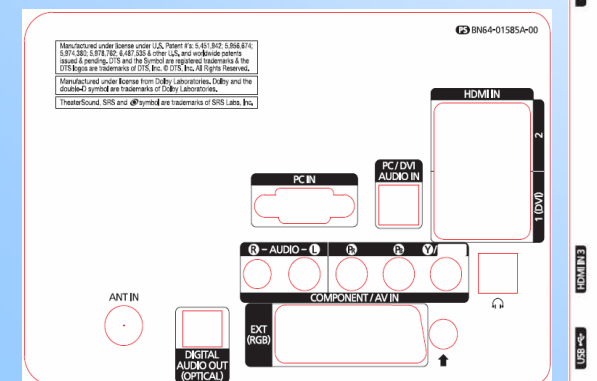 PS BN64-01585A-00
Manufactured under license under U.S. Patent #'s: 5,451,942; 5,956,674;
5,974,380; 5,978,762; 6,487,535 & other U.S. and worldwide patents
issued & pending. DTS and the Symbol are registered trademarks & the
DTS logos are trademarks of DTS, Inc. © DTS, Inc. All Rights Reserved.
Manufactured under license from Dolby Laboratories. Dolby and the
double-D symbol are trademarks of Dolby Laboratories.
TheaterSound, SRS and symbol are trademarks of SRS Labs, Inc.
HDMI IN
2
1 (DVI)
PC IN
PC / DVI
AUDIO IN
R - AUDIO - L
PR
PB
Y/
COMPONENT / AV IN
ANT IN
DIGITAL
AUDIO OUT
(OPTICAL)
EXT
(RGB)
HDMI IN 3
USB